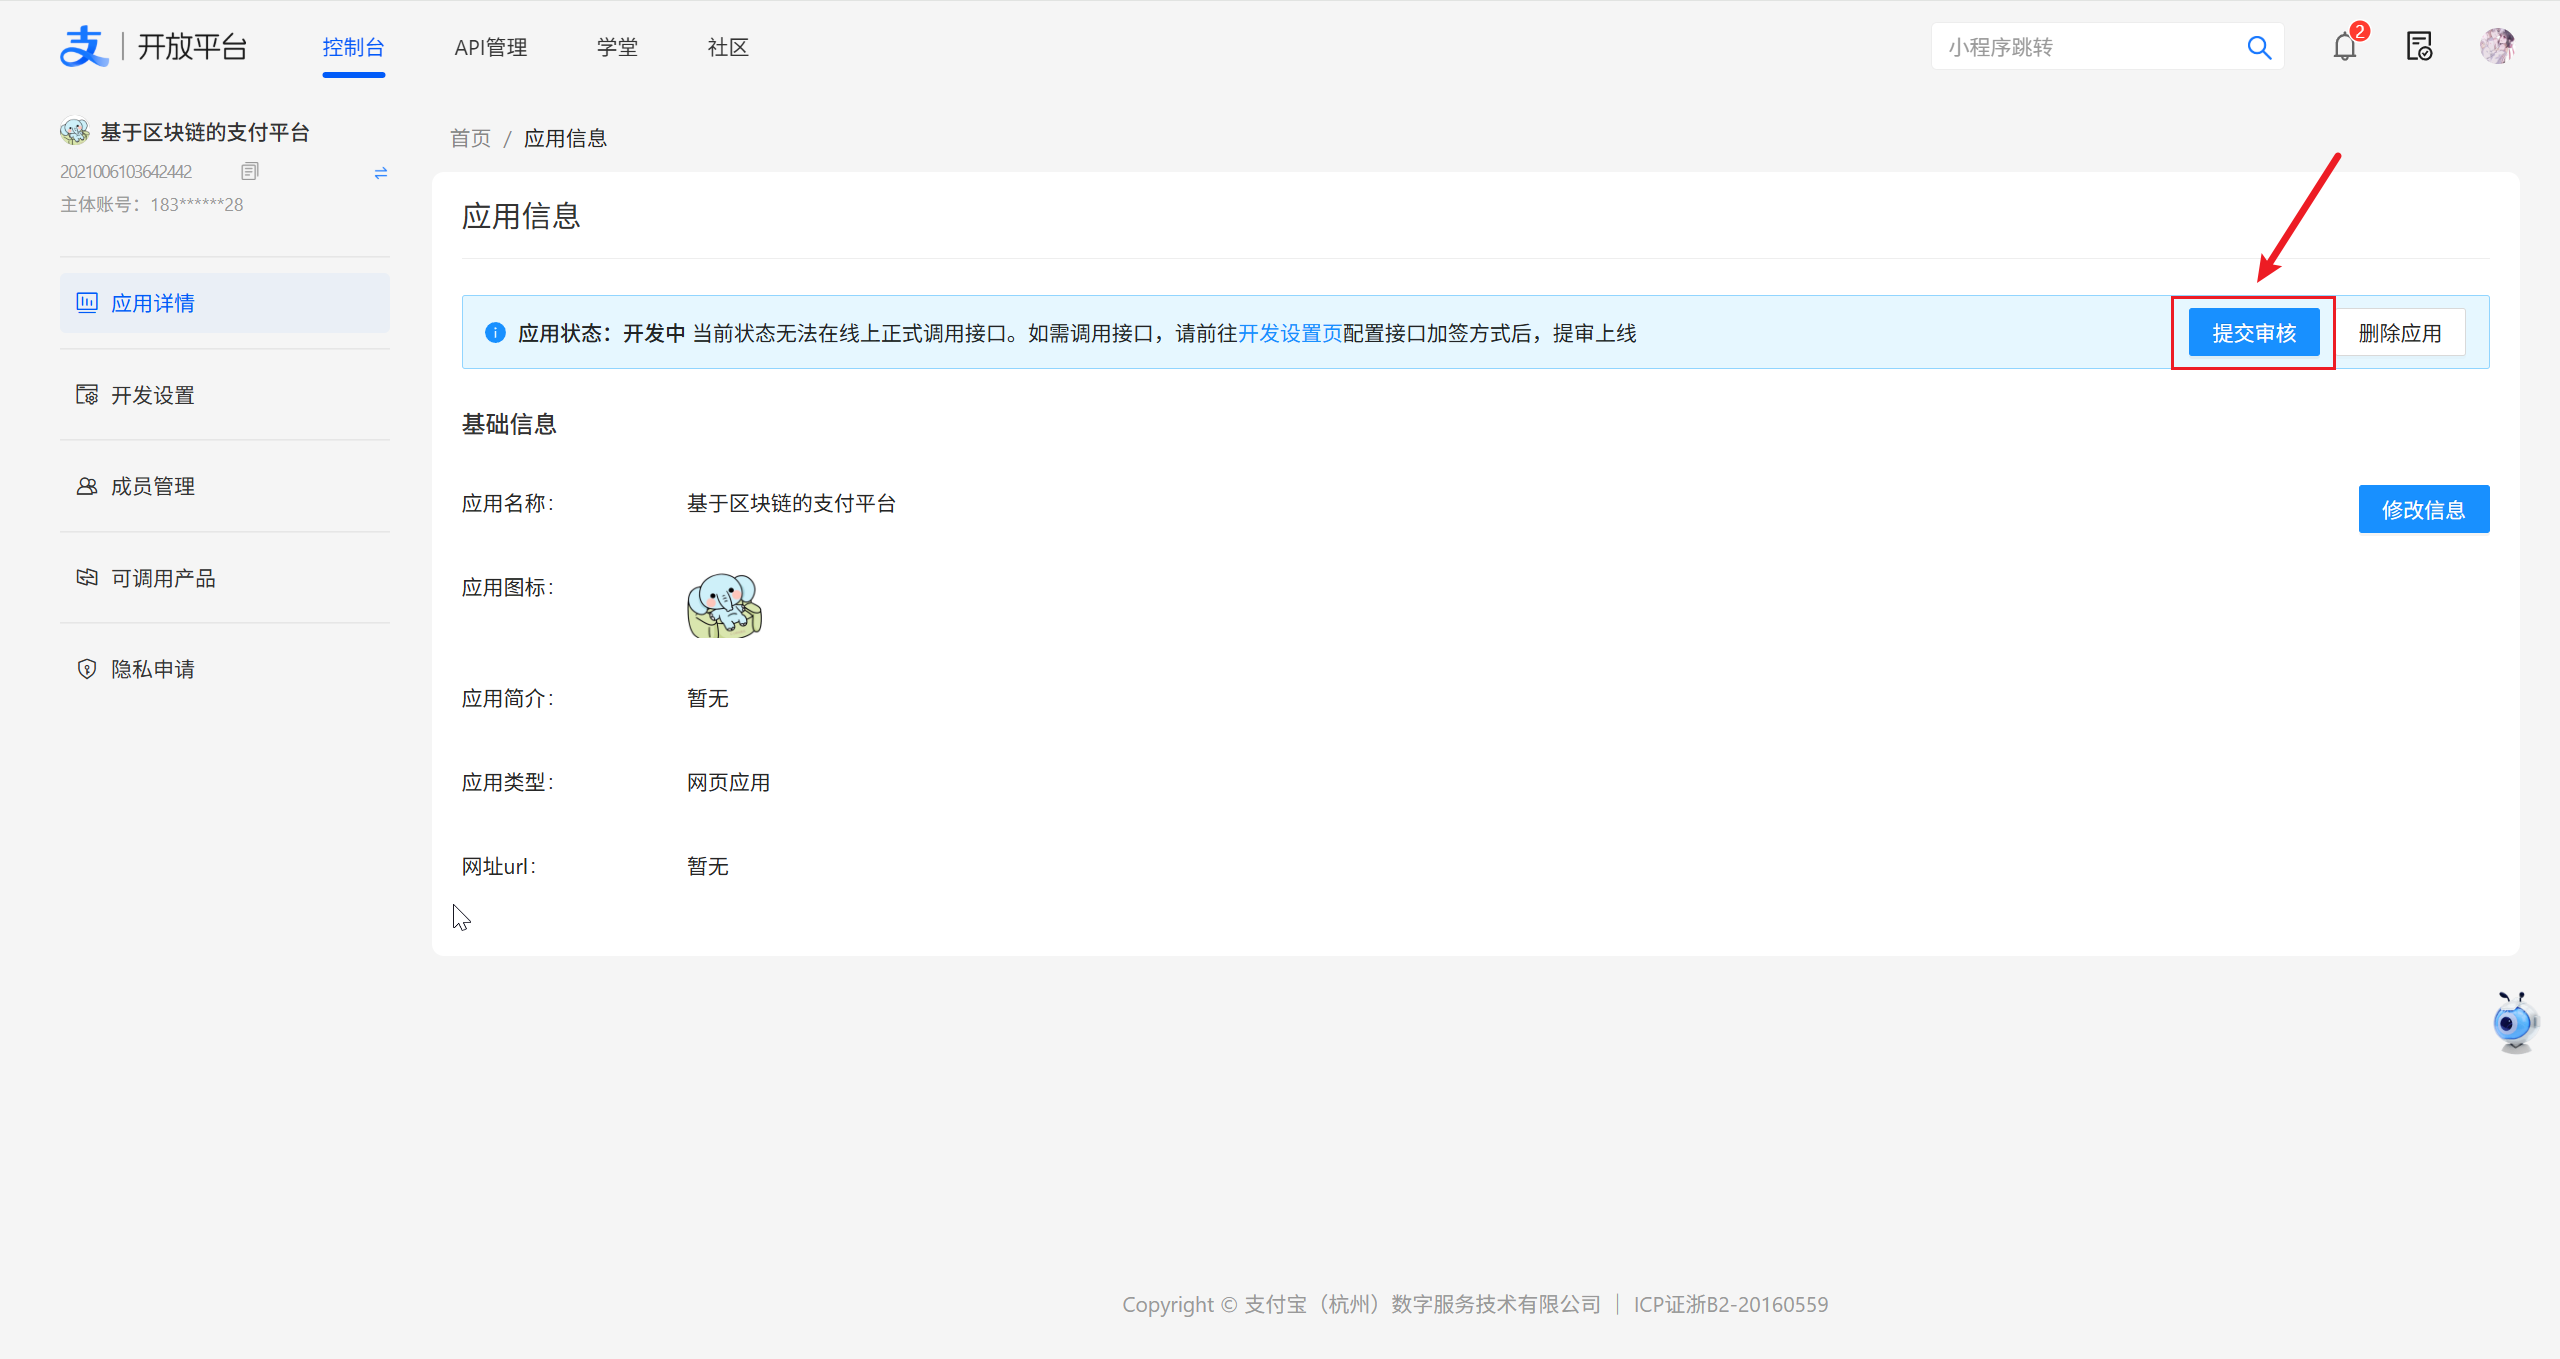 支 开放平台 控制台 API管理 学堂 社区 小程序跳转 2
基于区块链的支付平台
2021006103642442
主体账号：183******28
应用详情
开发设置
成员管理
可调用产品
隐私申请
首页 / 应用信息
应用信息
应用状态：开发中 当前状态无法在线上正式调用接口。如需调用接口，请前往开发设置页配置接口加签方式后，提审上线 提交审核 删除应用
基础信息
应用名称： 基于区块链的支付平台 修改信息
应用图标：
应用简介： 暂无
应用类型： 网页应用
网址url： 暂无
Copyright © 支付宝（杭州）数字服务技术有限公司 | ICP证浙B2-20160559